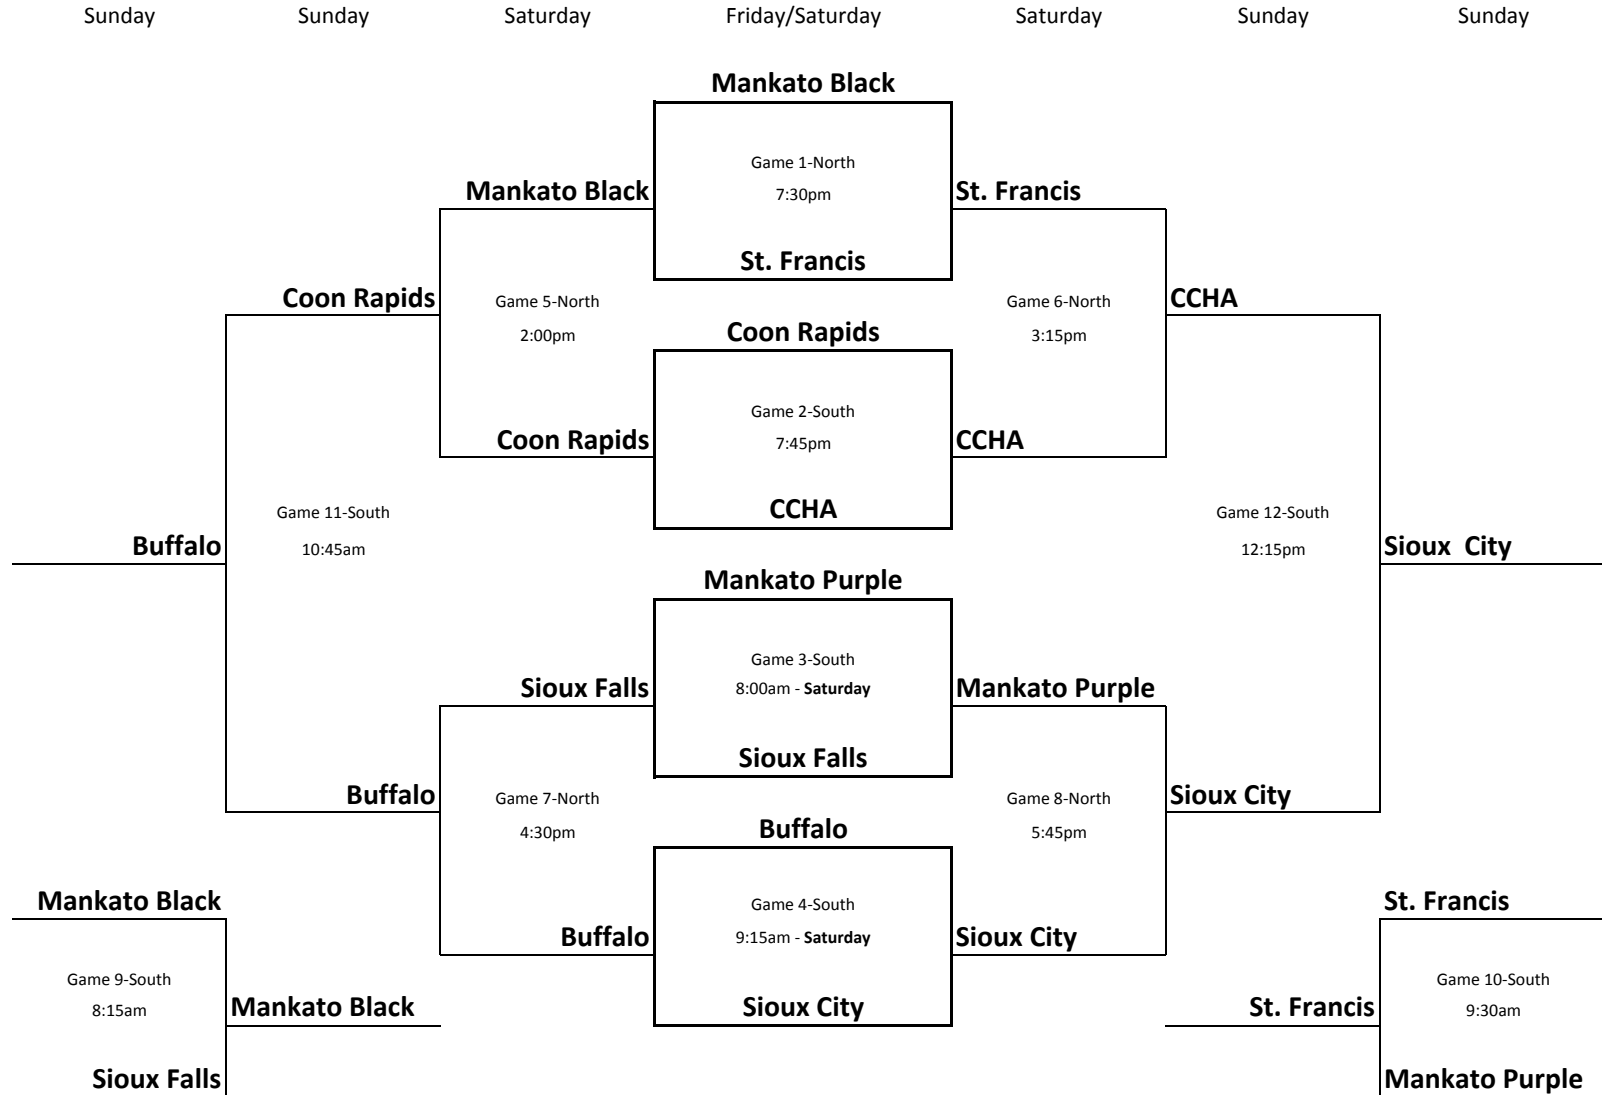 Sunday Sunday Saturday Friday/Saturday Saturday Sunday Sunday
Mankato Black
Game 1-North
Mankato Black 7:30pm St. Francis
St. Francis
Coon Rapids Game 5-North Game 6-North CCHA
2:00pm Coon Rapids 3:15pm
Game 2-South
Coon Rapids 7:45pm CCHA
Game 11-South CCHA Game 12-South
Buffalo 10:45am 12:15pm Sioux  City
Mankato Purple
Game 3-South
Sioux Falls 8:00am - Saturday Mankato Purple
Sioux Falls
Buffalo Game 7-North Game 8-North Sioux City
4:30pm Buffalo 5:45pm
Mankato Black Game 4-South St. Francis
Buffalo 9:15am - Saturday Sioux City
Game 9-South Game 10-South
8:15am Mankato Black Sioux City St. Francis 9:30am
Sioux Falls Mankato Purple